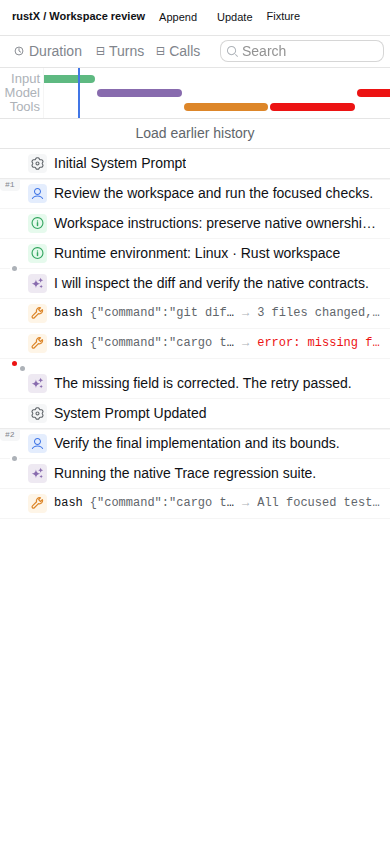 rustX / Workspace review Append Update Fixture
Duration Turns Calls Search
Input
Model
Tools
Load earlier history
Initial System Prompt
#1
Review the workspace and run the focused checks.
Workspace instructions: preserve native ownershi…
Runtime environment: Linux · Rust workspace
I will inspect the diff and verify the native contracts.
bash {"command":"git dif… → 3 files changed,…
bash {"command":"cargo t… → error: missing f…
The missing field is corrected. The retry passed.
System Prompt Updated
#2
Verify the final implementation and its bounds.
Running the native Trace regression suite.
bash {"command":"cargo t… → All focused test…